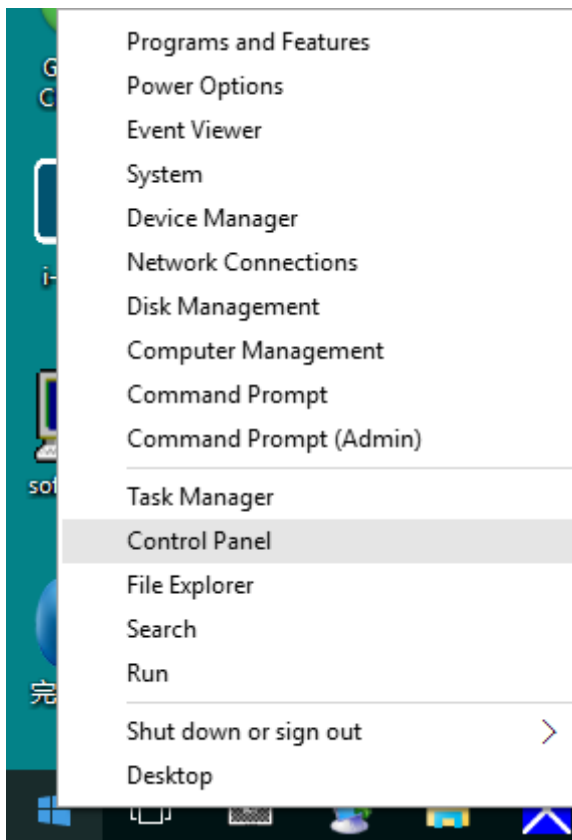 Programs and Features
Power Options
Event Viewer
System
Device Manager
Network Connections
Disk Management
Computer Management
Command Prompt
Command Prompt (Admin)
Task Manager
Control Panel
File Explorer
Search
Run
Shut down or sign out
Desktop